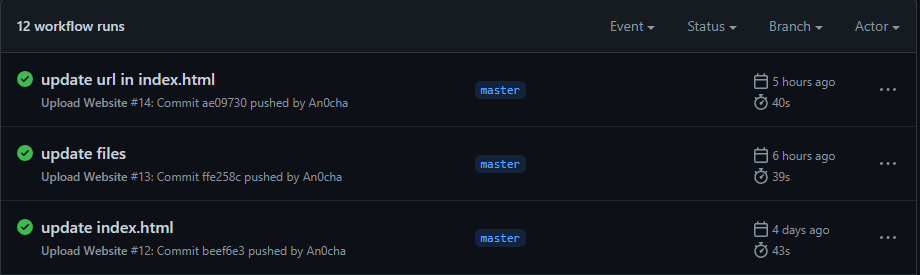 12 workflow runs Event Status Branch Actor
update url in index.html
Upload Website #14: Commit ae09730 pushed by An0cha
master
5 hours ago
40s
update files
Upload Website #13: Commit ffe258c pushed by An0cha
master
6 hours ago
39s
update index.html
Upload Website #12: Commit beef6e3 pushed by An0cha
master
4 days ago
43s